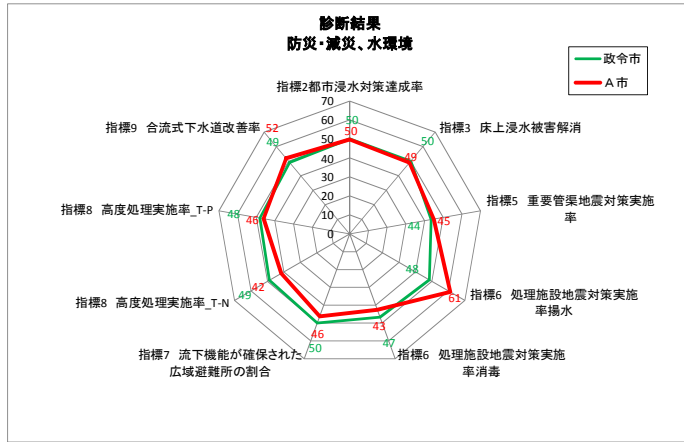 診断結果
防災・減災、水環境
政令市
A市
指標2都市浸水対策達成率
70
60
50
40
30
20
10
0
50
50
指標3 床上浸水被害解消
50
49
指標5 重要管渠地震対策実施
率
44
45
指標6 処理施設地震対策実施
率揚水
48
61
指標6 処理施設地震対策実施
率消毒
43
47
指標7 流下機能が確保された
広域避難所の割合
46
50
指標8 高度処理実施率_T-N
49
42
指標8 高度処理実施率_T-P
48
46
指標9 合流式下水道改善率
52
49